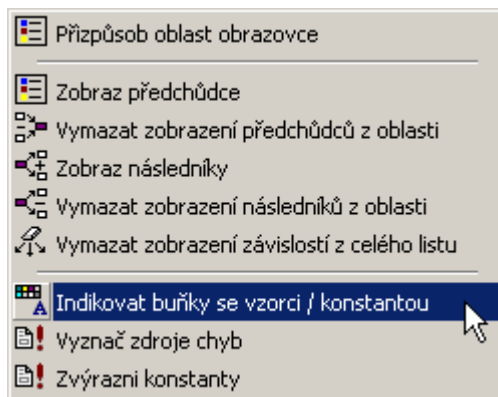 Přizpůsob oblast obrazovce
Zobraz předchůdce
Vymazat zobrazení předchůdců z oblasti
Zobraz následníky
Vymazat zobrazení následníků z oblasti
Vymazat zobrazení závislostí z celého listu
Indikovat buňky se vzorci / konstantou
Vyznač zdroje chyb
Zvýrazni konstanty